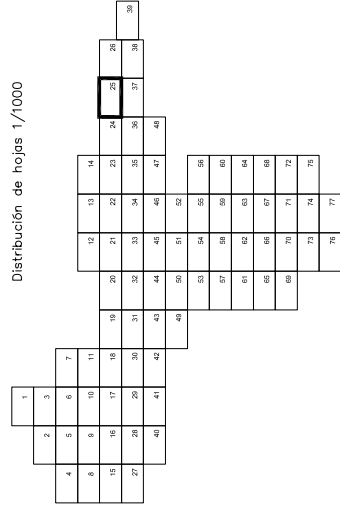 Distribución de hojas 1/1000
1
2 3
4 5 6 7
8 9 10 11 12 13 14
15 16 17 18 19 20 21 22 23 24 25 26
27 28 29 30 31 32 33 34 35 36 37 38 39
40 41 42 43 44 45 46 47 48
49 50 51 52
53 54 55 56
57 58 59 60
61 62 63 64
65 66 67 68
69 70 71 72
73 74 75
76 77